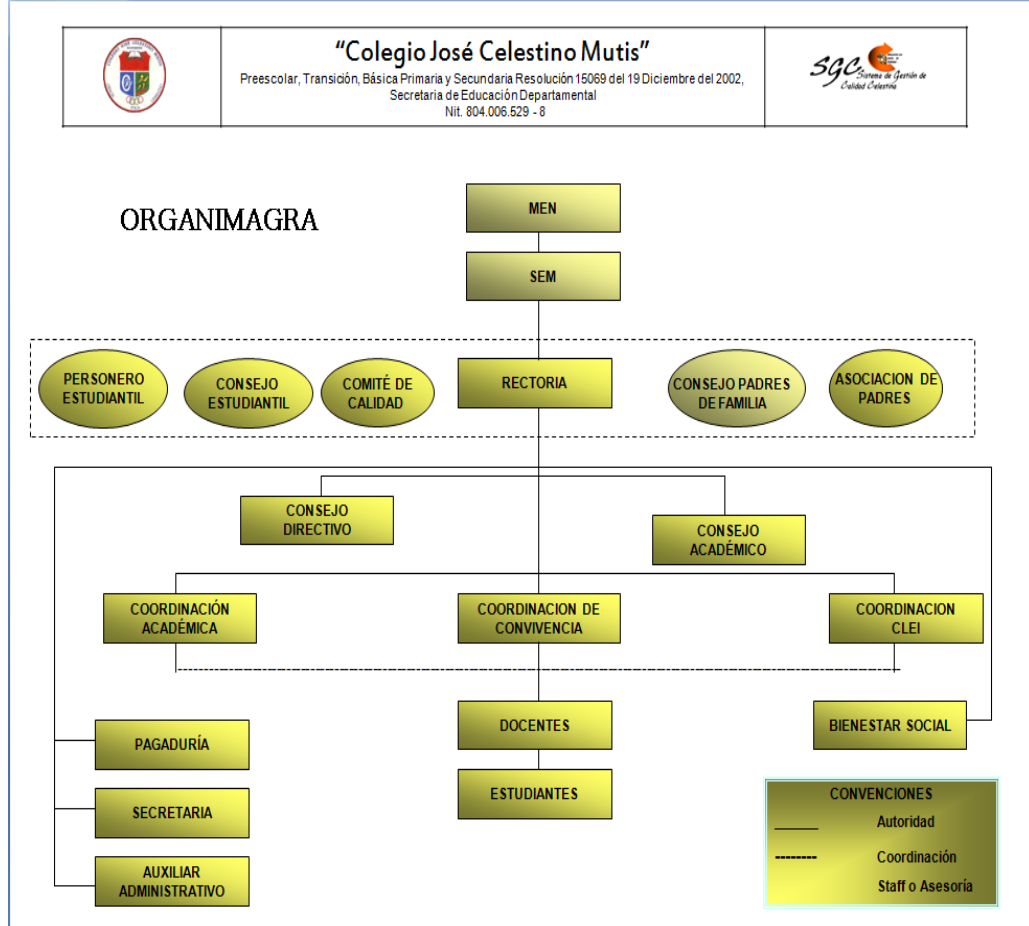 “Colegio José Celestino Mutis”
Preescolar, Transición, Básica Primaria y Secundaria Resolución 15069 del 19 Diciembre del 2002,
Secretaria de Educación Departamental
Nit. 804.006.529 - 8
SGC
Sistema de Gestión de
Calidad Celestina
ORGANIMAGRA
MEN
SEM
PERSONERO
ESTUDIANTIL
CONSEJO
ESTUDIANTIL
COMITÉ DE
CALIDAD
RECTORIA
CONSEJO PADRES
DE FAMILIA
ASOCIACION DE
PADRES
CONSEJO
DIRECTIVO
CONSEJO
ACADÉMICO
COORDINACIÓN
ACADÉMICA
COORDINACION DE
CONVIVENCIA
COORDINACION
CLEI
PAGADURÍA
SECRETARIA
AUXILIAR
ADMINISTRATIVO
DOCENTES
ESTUDIANTES
BIENESTAR SOCIAL
CONVENCIONES
Autoridad
Coordinación
Staff o Asesoría